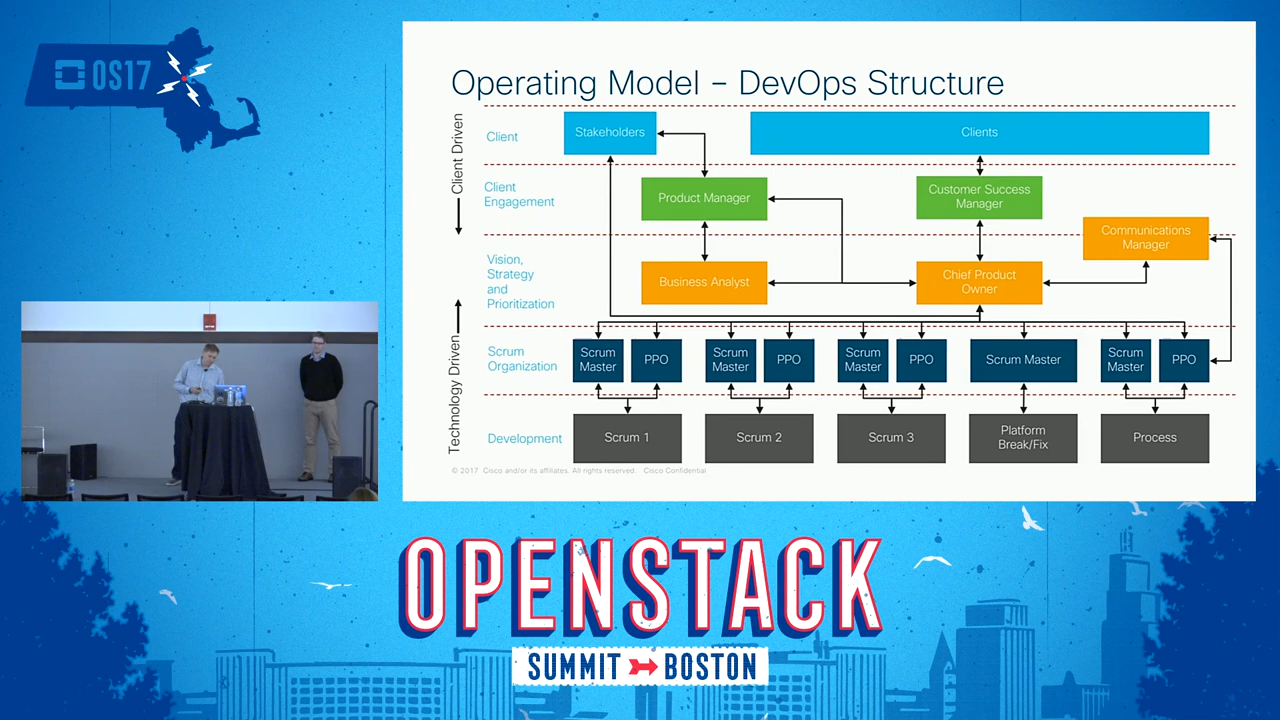 OS17
Operating Model – DevOps Structure
Client Driven
Technology Driven
Client
Stakeholders
Clients
Client
Engagement
Product Manager
Customer Success
Manager
Communications
Manager
Vision,
Strategy
and
Prioritization
Business Analyst
Chief Product
Owner
Scrum
Organization
Scrum
Master
PPO
Scrum
Master
PPO
Scrum
Master
PPO
Scrum Master
Scrum
Master
PPO
Development
Scrum 1
Scrum 2
Scrum 3
Platform
Break/Fix
Process
© 2017 Cisco and/or its affiliates. All rights reserved. Cisco Confidential
OPENSTACK
SUMMIT BOSTON